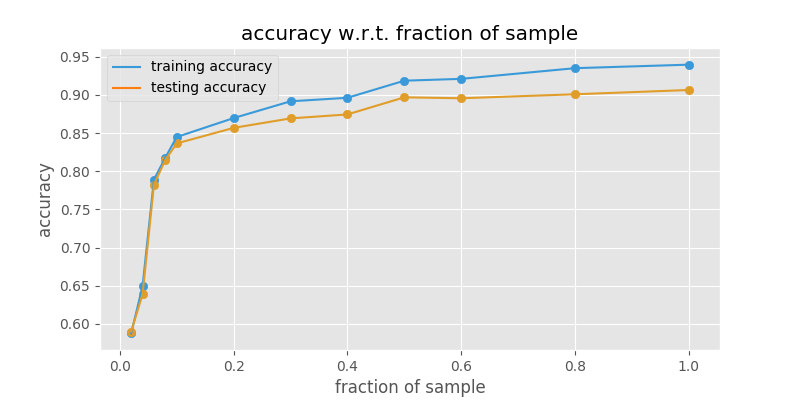 accuracy w.r.t. fraction of sample
training accuracy
testing accuracy
0.95
0.90
0.85
0.80
0.75
0.70
0.65
0.60
accuracy
0.0 0.2 0.4 0.6 0.8 1.0
fraction of sample